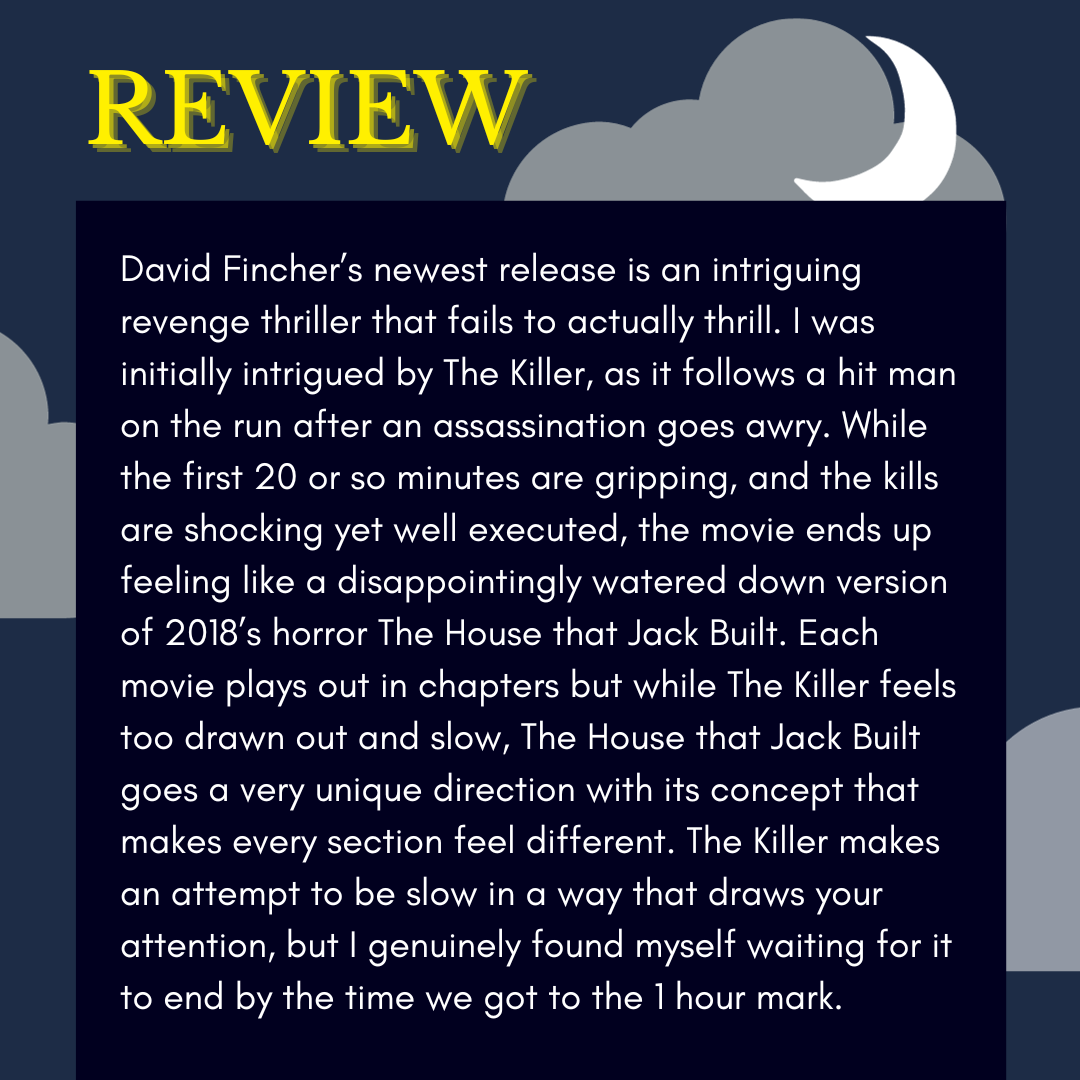 REVIEW
David Fincher’s newest release is an intriguing
revenge thriller that fails to actually thrill. I was
initially intrigued by The Killer, as it follows a hit man
on the run after an assassination goes awry. While
the first 20 or so minutes are gripping, and the kills
are shocking yet well executed, the movie ends up
feeling like a disappointingly watered down version
of 2018’s horror The House that Jack Built. Each
movie plays out in chapters but while The Killer feels
too drawn out and slow, The House that Jack Built
goes a very unique direction with its concept that
makes every section feel different. The Killer makes
an attempt to be slow in a way that draws your
attention, but I genuinely found myself waiting for it
to end by the time we got to the 1 hour mark.